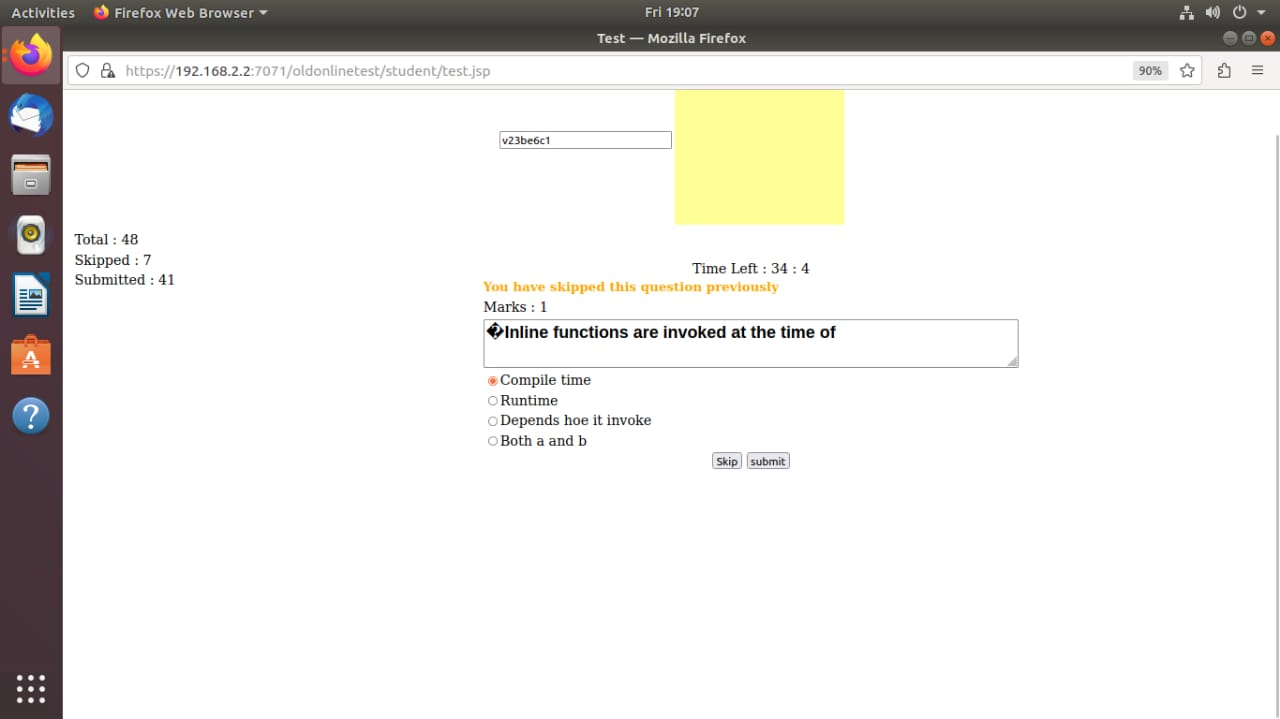 Activities
Firefox Web Browser
Fri 19:07
Test — Mozilla Firefox
https://192.168.2.2:7071/oldonlinetest/student/test.jsp
90%
v23be6c1
Total : 48
Skipped : 7
Submitted : 41
Time Left : 34 : 4
You have skipped this question previously
Marks : 1
�Inline functions are invoked at the time of
Compile time
Runtime
Depends hoe it invoke
Both a and b
Skip submit